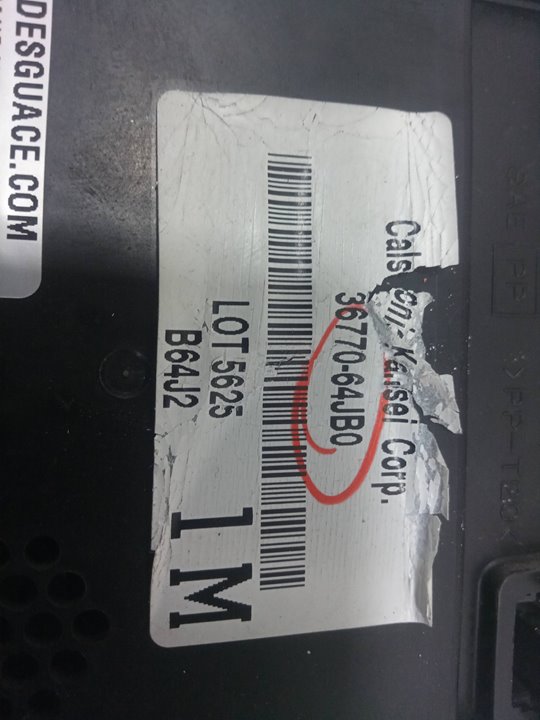 DESGUACE.COM
Calsonic Kansei Corp.
36770-64JB0
LOT 5625
B64J2
1M